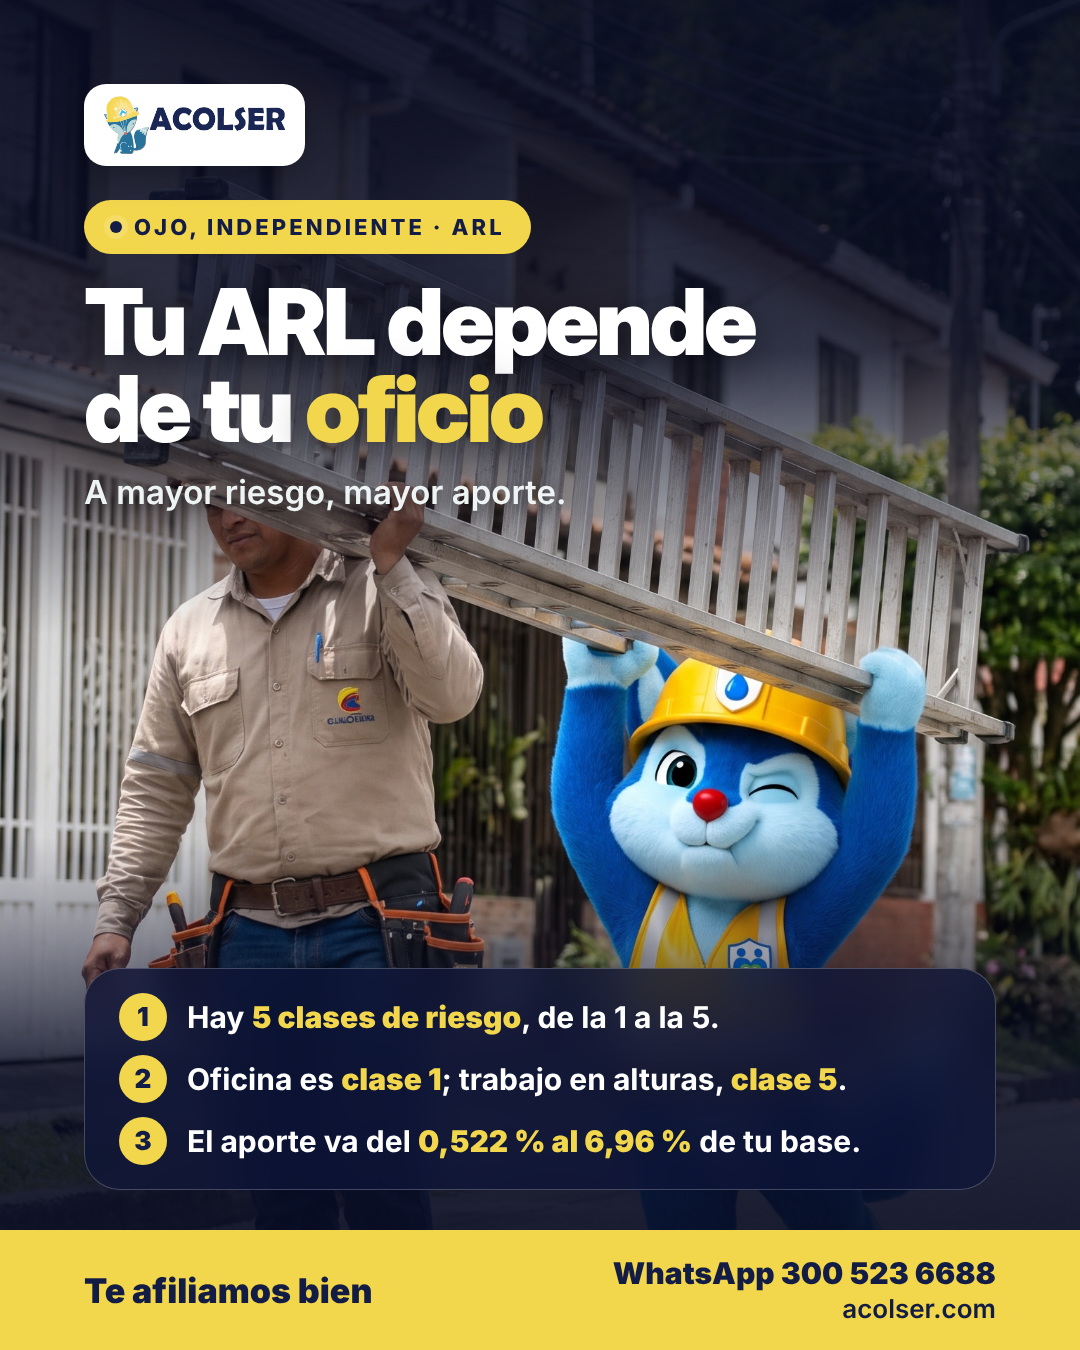 ACOLSER
OJO, INDEPENDIENTE · ARL
Tu ARL depende
de tu oficio
A mayor riesgo, mayor aporte.
1 Hay 5 clases de riesgo, de la 1 a la 5.
2 Oficina es clase 1; trabajo en alturas, clase 5.
3 El aporte va del 0,522 % al 6,96 % de tu base.
Te afiliamos bien
WhatsApp 300 523 6688
acolser.com